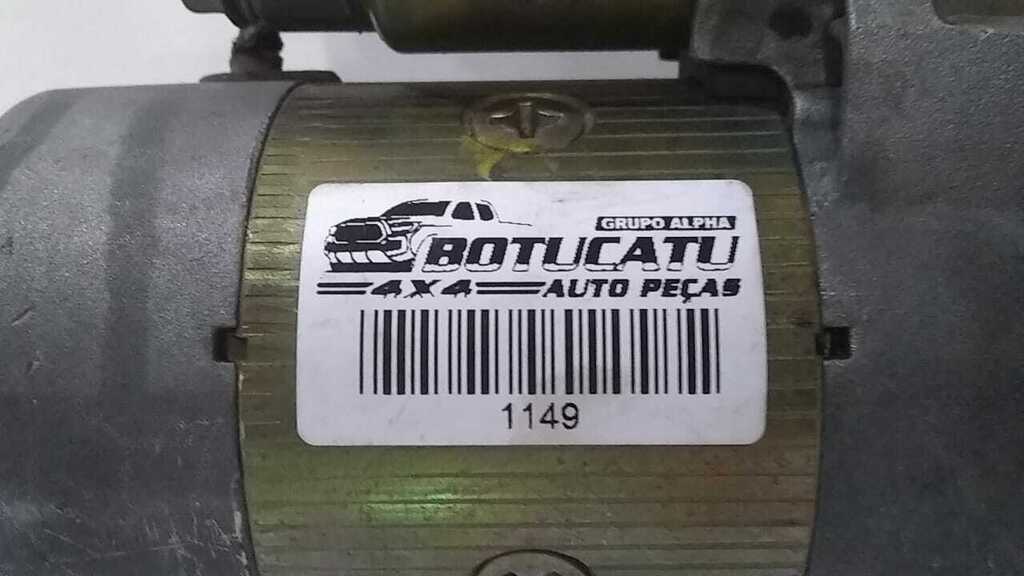 GRUPO ALPHA
BOTUCATU
4X4 AUTO PEÇAS
1149